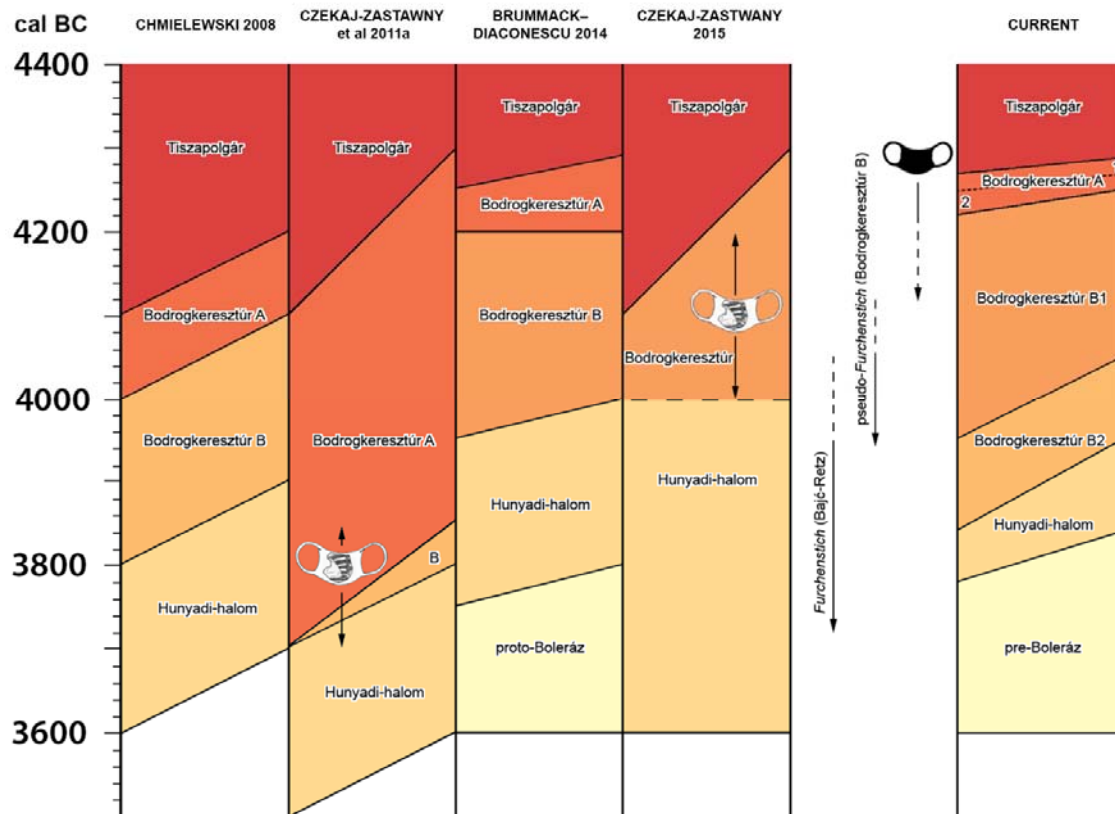 cal BC
CHMIELEWSKI 2008
CZEKAJ-ZASTAWNY
et al 2011a
BRUMMACK–
DIACONESCU 2014
CZEKAJ-ZASTWANY
2015
CURRENT
4400
4200
4000
3800
3600
Tiszapolgár
Bodrogkeresztúr A
Bodrogkeresztúr B
Hunyadi-halom
Tiszapolgár
Bodrogkeresztúr A
B
Hunyadi-halom
Tiszapolgár
Bodrogkeresztúr A
Bodrogkeresztúr B
Hunyadi-halom
proto-Boleráz
Tiszapolgár
Bodrogkeresztúr
Hunyadi-halom
Furchenstich (Bajč-Retz)
pseudo-Furchenstich (Bodrogkeresztúr B)
Tiszapolgár
Bodrogkeresztúr A
2
Bodrogkeresztúr B1
Bodrogkeresztúr B2
Hunyadi-halom
pre-Boleráz